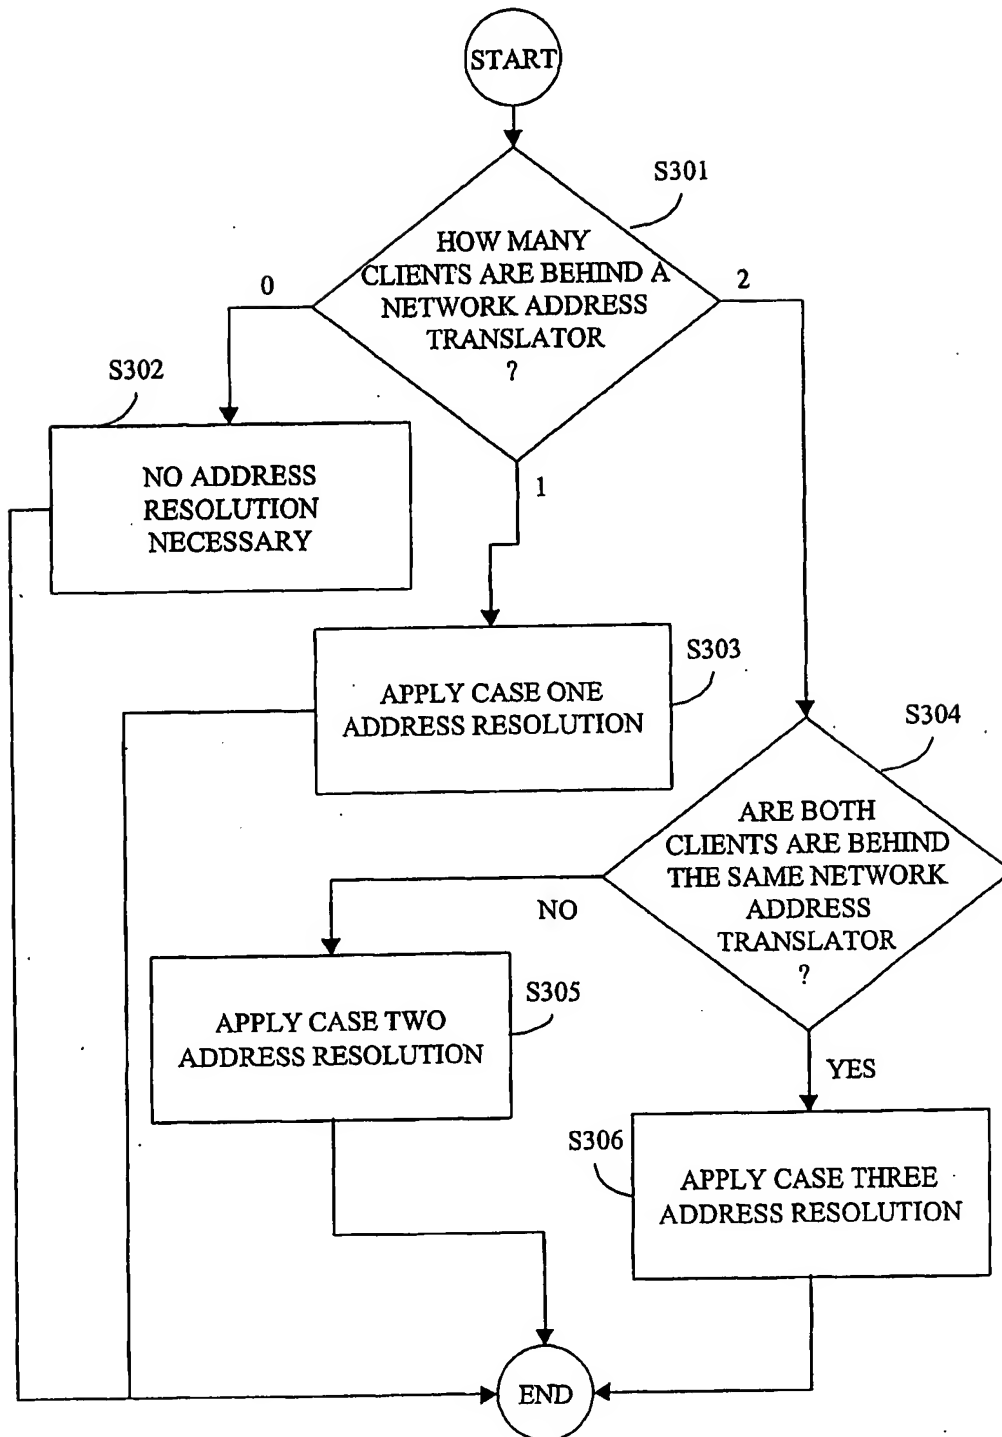 START
S301
HOW MANY
CLIENTS ARE BEHIND A
NETWORK ADDRESS
TRANSLATOR
?
0
2
1
S302
NO ADDRESS
RESOLUTION
NECESSARY
S303
APPLY CASE ONE
ADDRESS RESOLUTION
S304
ARE BOTH
CLIENTS ARE BEHIND
THE SAME NETWORK
ADDRESS
TRANSLATOR
?
NO
YES
S305
APPLY CASE TWO
ADDRESS RESOLUTION
S306
APPLY CASE THREE
ADDRESS RESOLUTION
END